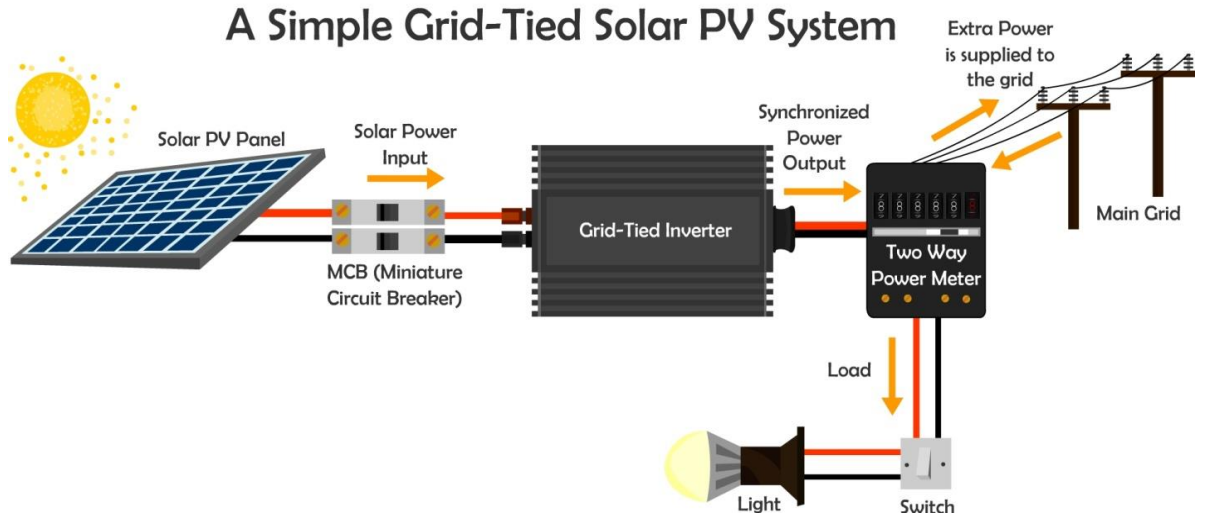 A Simple Grid-Tied Solar PV System
Extra Power
is supplied to
the grid
Solar PV Panel
Solar Power
Input
Synchronized
Power
Output
Grid-Tied Inverter
Main Grid
MCB (Miniature
Circuit Breaker)
Two Way
Power Meter
Load
Light
Switch